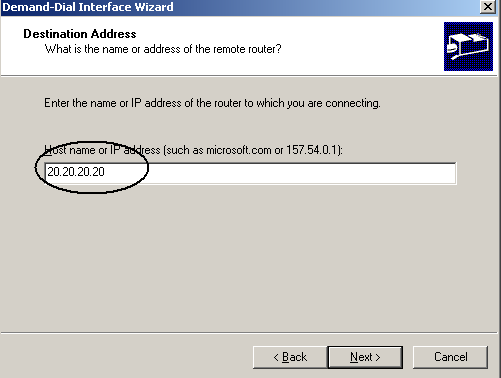 Demand-Dial Interface Wizard
Destination Address
What is the name or address of the remote router?
Enter the name or IP address of the router to which you are connecting.
Host name or IP address (such as microsoft.com or 157.54.0.1):
20.20.20.20
< Back Next > Cancel